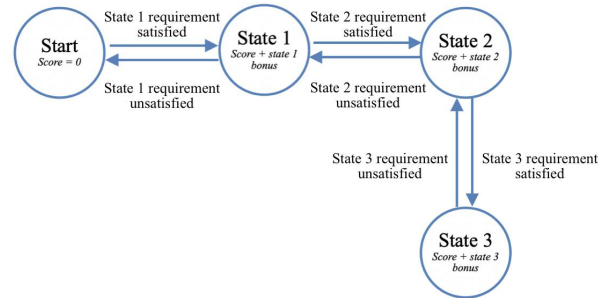 State 1 requirement
satisfied
State 2 requirement
satisfied
Start
Score = 0
State 1
Score + state 1
bonus
State 2
Score + state 2
bonus
State 1 requirement
unsatisfied
State 2 requirement
unsatisfied
State 3 requirement
unsatisfied
State 3 requirement
satisfied
State 3
Score + state 3
bonus